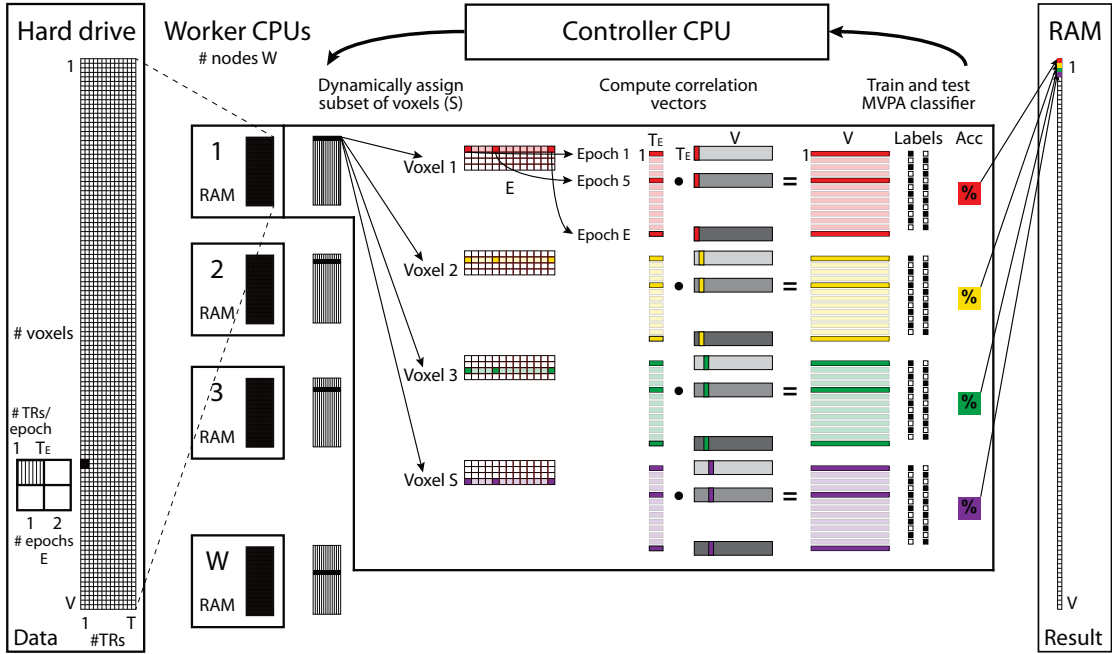 Hard drive
1
# voxels
# TRs/
epoch
1 TE
1 2
# epochs
E
V
1 T
#TRs
Data
Worker CPUs
# nodes W
1
RAM
2
RAM
3
RAM
W
RAM
Controller CPU
Dynamically assign
subset of voxels (S)
Compute correlation
vectors
Train and test
MVPA classifier
Voxel 1
E
Voxel 2
Voxel 3
Voxel S
Epoch 1
Epoch 5
Epoch E
TE
1
TE
V
•
=
V
1
Labels
Acc
%
•
=
%
•
=
%
•
=
%
RAM
1
V
Result